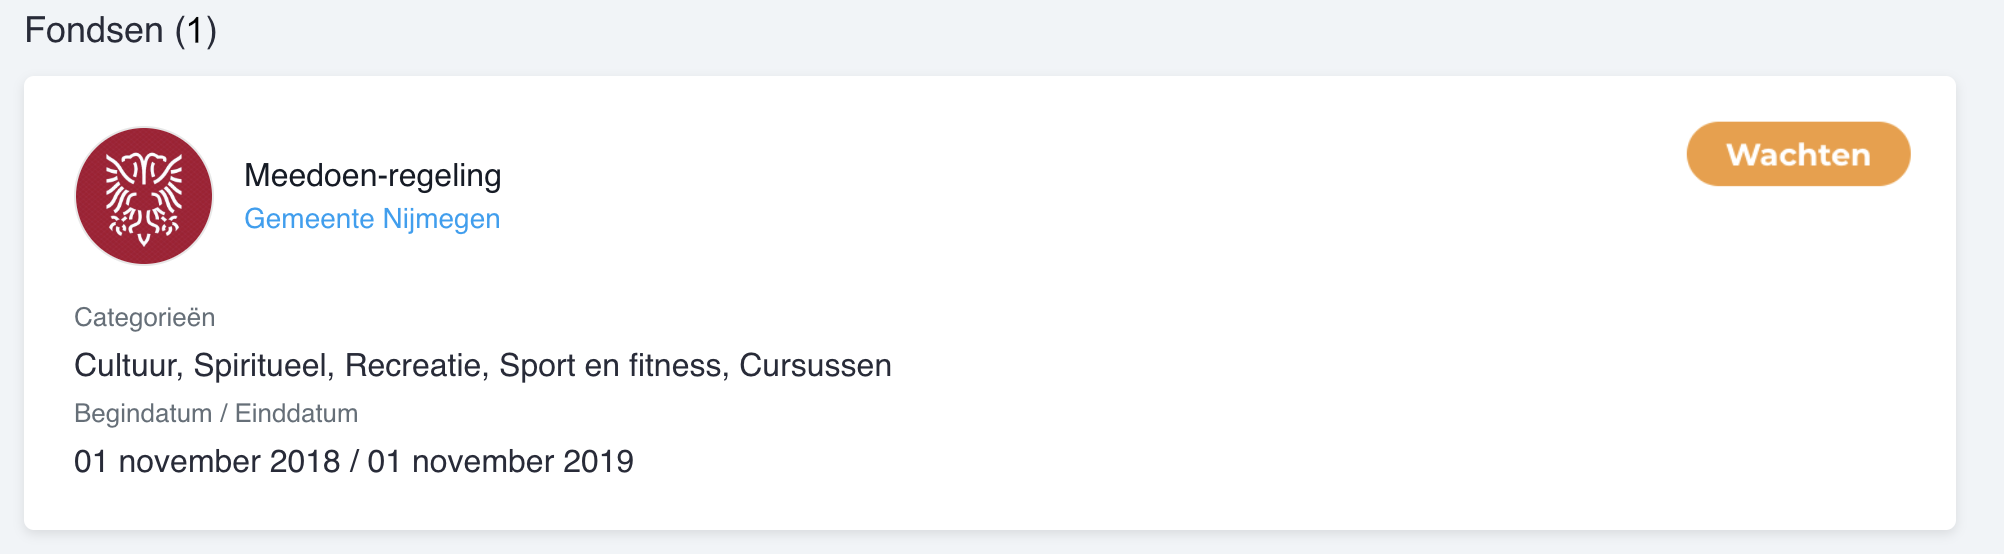 Fondsen (1)
Meedoen-regeling
Gemeente Nijmegen
Wachten
Categorieën
Cultuur, Spiritueel, Recreatie, Sport en fitness, Cursussen
Begindatum / Einddatum
01 november 2018 / 01 november 2019